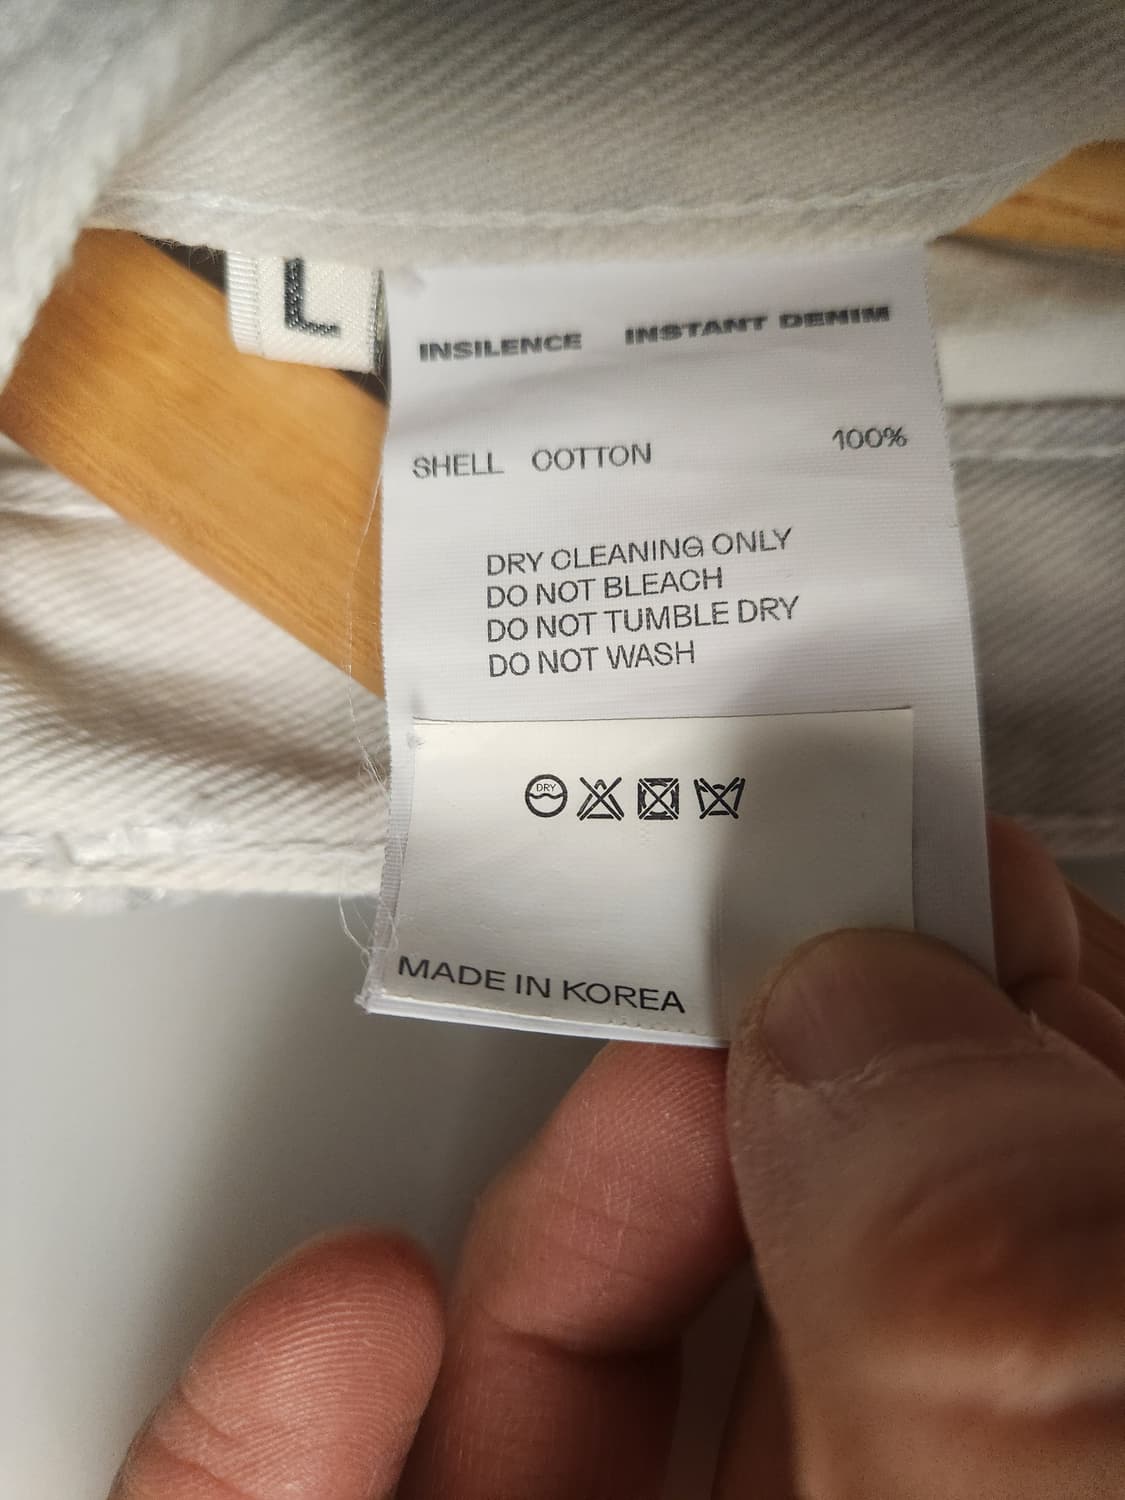 L
INSILENCE INSTANT DENIM
SHELL COTTON 100%
DRY CLEANING ONLY
DO NOT BLEACH
DO NOT TUMBLE DRY
DO NOT WASH
DRY
MADE IN KOREA